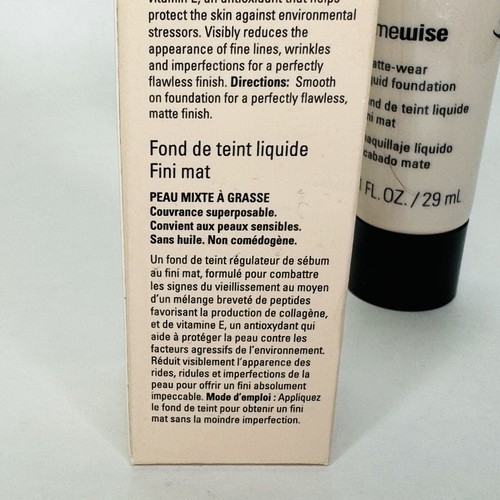 protect the skin against environmental
stressors. Visibly reduces the
appearance of fine lines, wrinkles
and imperfections for a perfectly
flawless finish. Directions: Smooth
on foundation for a perfectly flawless,
matte finish.
Fond de teint liquide
Fini mat
PEAU MIXTE À GRASSE
Couvrance superposable.
Convient aux peaux sensibles.
Sans huile. Non comédogène.
Un fond de teint régulateur de sébum
au fini mat, formulé pour combattre
les signes du vieillissement au moyen
d'un mélange breveté de peptides
favorisant la production de collagène,
et de vitamine E, un antioxydant qui
aide à protéger la peau contre les
facteurs agressifs de l'environnement.
Réduit visiblement l'apparence des
rides, ridules et imperfections de la
peau pour offrir un fini absolument
impeccable. Mode d'emploi : Appliquez
le fond de teint pour obtenir un fini
mat sans la moindre imperfection.
mewise
atte-wear
quid foundation
nd de teint liquide
ni mat
aquillaje líquido
cabado mate
1 FL. OZ. / 29 mL